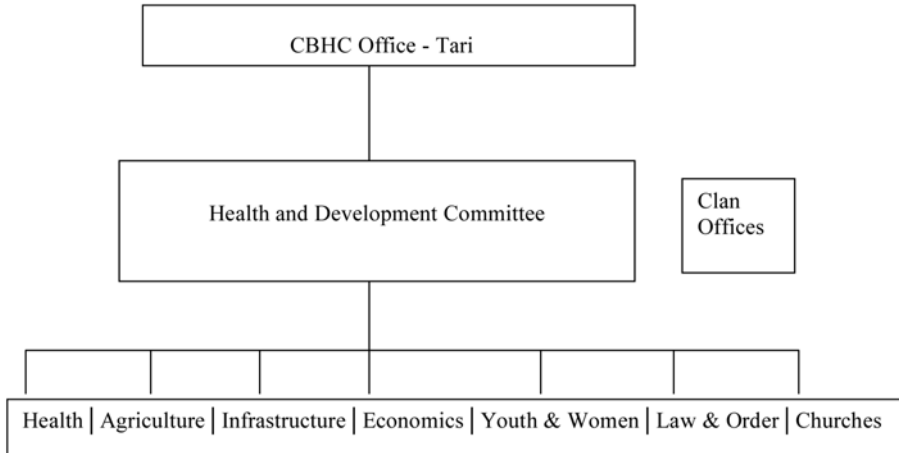 CBHC Office - Tari
Health and Development Committee
Clan
Offices
Health | Agriculture | Infrastructure | Economics | Youth & Women | Law & Order | Churches